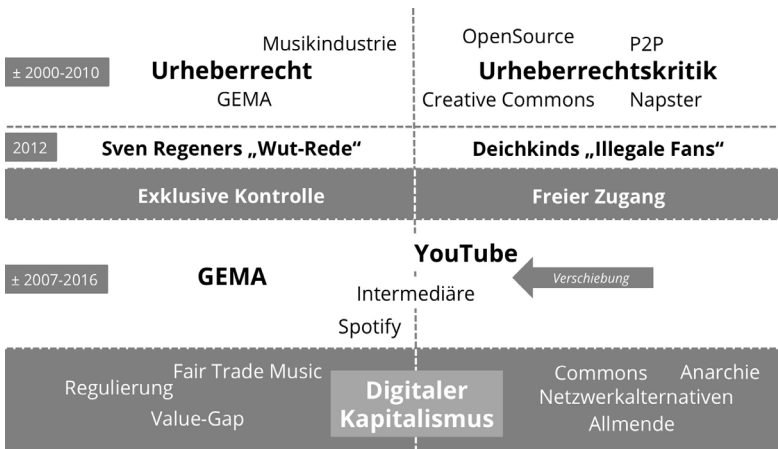 Musikindustrie
OpenSource
P2P
± 2000-2010
Urheberrecht
Urheberrechtskritik
GEMA
Creative Commons
Napster
2012
Sven Regeners „Wut-Rede“
Deichkinds „Illegale Fans“
Exklusive Kontrolle
Freier Zugang
YouTube
± 2007-2016
GEMA
Verschiebung
Intermediäre
Spotify
Fair Trade Music
Regulierung
Value-Gap
Digitaler
Kapitalismus
Commons
Anarchie
Netzwerkalternativen
Allmende